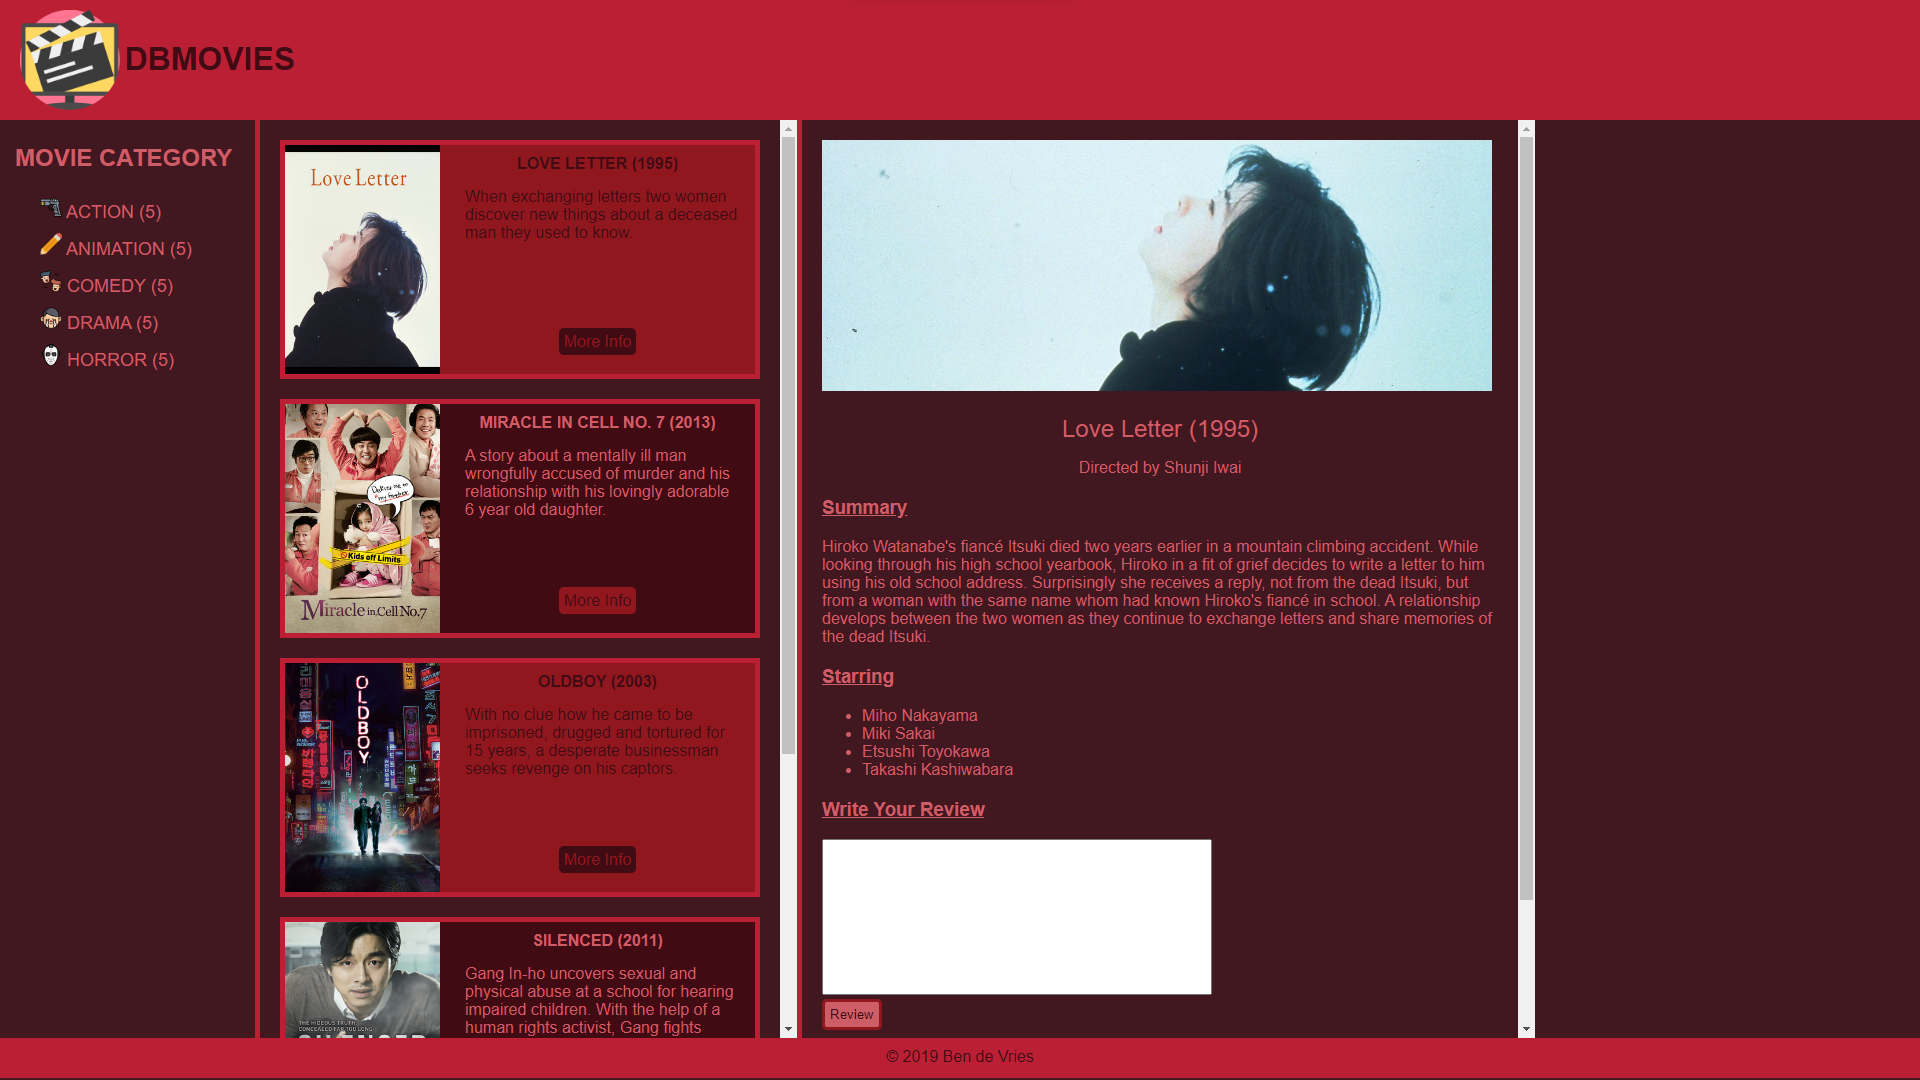 DBMOVIES
MOVIE CATEGORY
ACTION (5)
ANIMATION (5)
COMEDY (5)
DRAMA (5)
HORROR (5)
Love Letter
LOVE LETTER (1995)
When exchanging letters two women
discover new things about a deceased
man they used to know.
More Info
Kids off Limits
Miracle in Cell No.7
MIRACLE IN CELL NO. 7 (2013)
A story about a mentally ill man
wrongfully accused of murder and his
relationship with his lovingly adorable
6 year old daughter.
More Info
OLDBOY
OLDBOY (2003)
With no clue how he came to be
imprisoned, drugged and tortured for
15 years, a desperate businessman
seeks revenge on his captors.
More Info
THE HIDEOUS TRUTH
CONCEALED FAR TOO LONG
SILENCED (2011)
Gang In-ho uncovers sexual and
physical abuse at a school for hearing
impaired children. With the help of a
human rights activist, Gang fights
Love Letter (1995)
Directed by Shunji Iwai
Summary
Hiroko Watanabe's fiancé Itsuki died two years earlier in a mountain climbing accident. While
looking through his high school yearbook, Hiroko in a fit of grief decides to write a letter to him
using his old school address. Surprisingly she receives a reply, not from the dead Itsuki, but
from a woman with the same name whom had known Hiroko's fiancé in school. A relationship
develops between the two women as they continue to exchange letters and share memories of
the dead Itsuki.
Starring
Miho Nakayama
Miki Sakai
Etsushi Toyokawa
Takashi Kashiwabara
Write Your Review
Review
© 2019 Ben de Vries